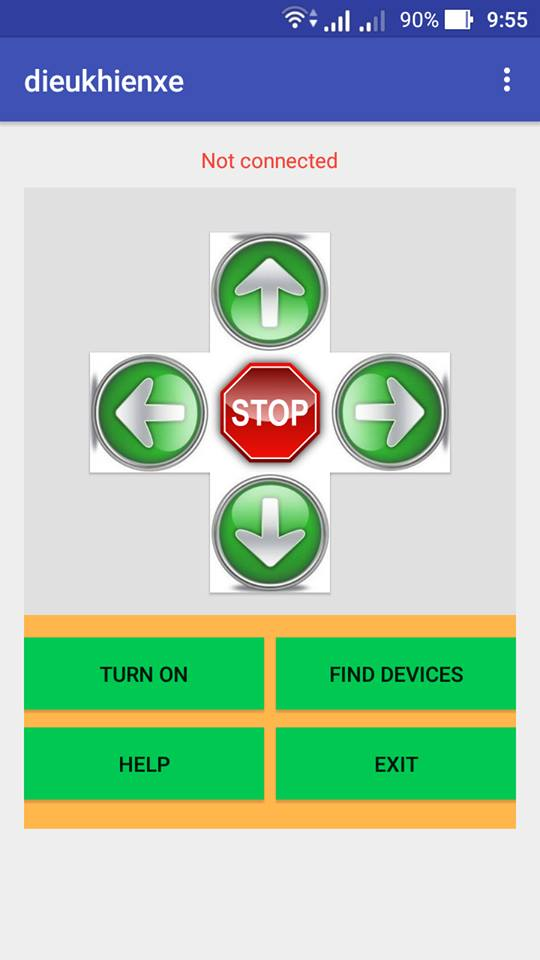 90% 9:55
dieukhienxe
Not connected
STOP
TURN ON
FIND DEVICES
HELP
EXIT